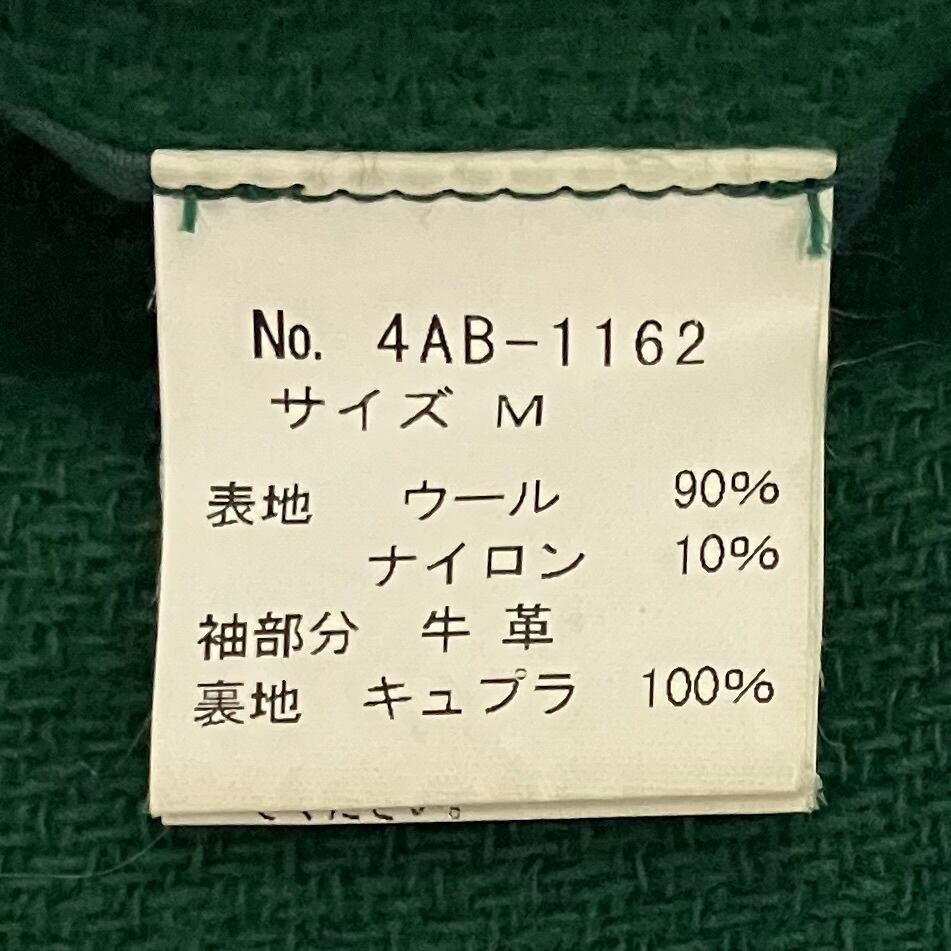 No. 4AB-1162
サイズ M
表地 ウール 90%
ナイロン 10%
袖部分 牛革
裏地 キュプラ 100%